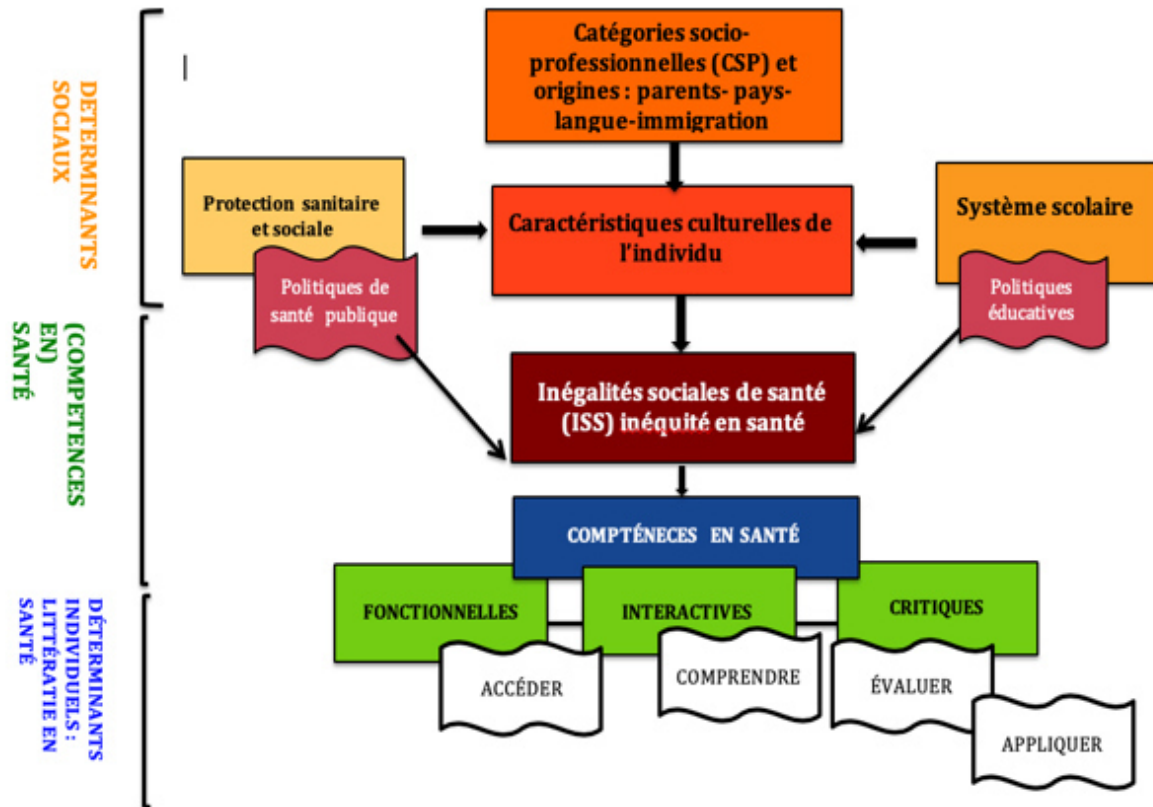 Catégories socio-
professionnelles (CSP) et
origines : parents- pays-
langue-immigration
DETERMINANTS
SOCIAUX
Protection sanitaire
et sociale
Caractéristiques culturelles de
l'individu
Système scolaire
Politiques de
santé publique
Politiques
éducatives
(COMPETENCES
EN)
SANTÉ
Inégalités sociales de santé
(ISS) inéquité en santé
COMPTÉNECES EN SANTÉ
FONCTIONNELLES
INTERACTIVES
CRITIQUES
DÉTERMINANTS
INDIVIDUELS :
LITTÉRATIE EN
SANTÉ
ACCÉDER
COMPRENDRE
ÉVALUER
APPLIQUER